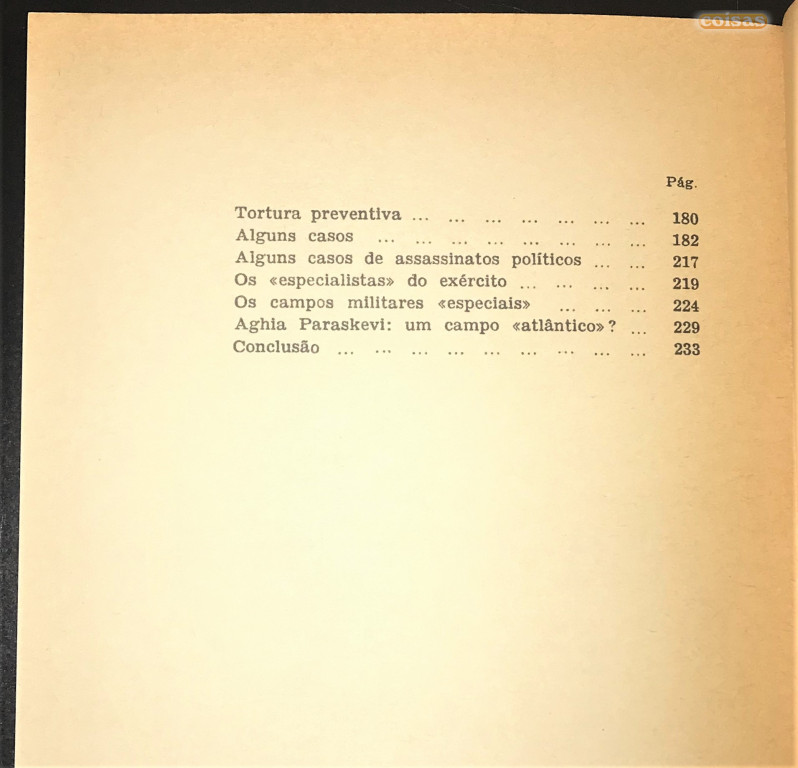 coisas
Pág.
Tortura preventiva ... ... ... ... ... ... ... 180
Alguns casos ... ... ... ... ... ... ... ... 182
Alguns casos de assassinatos políticos ... ... 217
Os «especialistas» do exército ... ... ... ... 219
Os campos militares «especiais» ... ... ... 224
Aghia Paraskevi: um campo «atlântico»? ... 229
Conclusão ... ... ... ... ... ... ... ... ... 233